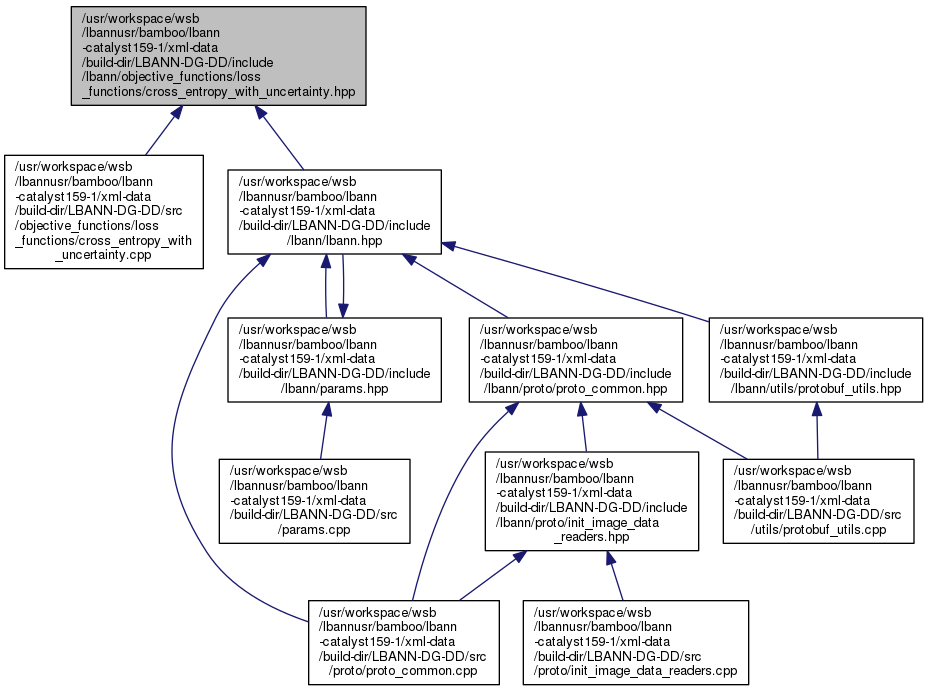 /usr/workspace/wsb
/lbannusr/bamboo/lbann
-catalyst159-1/xml-data
/build-dir/LBANN-DG-DD/include
/lbann/objective_functions/loss
_functions/cross_entropy_with_uncertainty.hpp
/usr/workspace/wsb
/lbannusr/bamboo/lbann
-catalyst159-1/xml-data
/build-dir/LBANN-DG-DD/src
/objective_functions/loss
_functions/cross_entropy_with
_uncertainty.cpp
/usr/workspace/wsb
/lbannusr/bamboo/lbann
-catalyst159-1/xml-data
/build-dir/LBANN-DG-DD/include
/lbann/lbann.hpp
/usr/workspace/wsb
/lbannusr/bamboo/lbann
-catalyst159-1/xml-data
/build-dir/LBANN-DG-DD/include
/lbann/params.hpp
/usr/workspace/wsb
/lbannusr/bamboo/lbann
-catalyst159-1/xml-data
/build-dir/LBANN-DG-DD/include
/lbann/proto/proto_common.hpp
/usr/workspace/wsb
/lbannusr/bamboo/lbann
-catalyst159-1/xml-data
/build-dir/LBANN-DG-DD/include
/lbann/utils/protobuf_utils.hpp
/usr/workspace/wsb
/lbannusr/bamboo/lbann
-catalyst159-1/xml-data
/build-dir/LBANN-DG-DD/src
/params.cpp
/usr/workspace/wsb
/lbannusr/bamboo/lbann
-catalyst159-1/xml-data
/build-dir/LBANN-DG-DD/include
/lbann/proto/init_image_data
_readers.hpp
/usr/workspace/wsb
/lbannusr/bamboo/lbann
-catalyst159-1/xml-data
/build-dir/LBANN-DG-DD/src
/utils/protobuf_utils.cpp
/usr/workspace/wsb
/lbannusr/bamboo/lbann
-catalyst159-1/xml-data
/build-dir/LBANN-DG-DD/src
/proto/proto_common.cpp
/usr/workspace/wsb
/lbannusr/bamboo/lbann
-catalyst159-1/xml-data
/build-dir/LBANN-DG-DD/src
/proto/init_image_data_readers.cpp